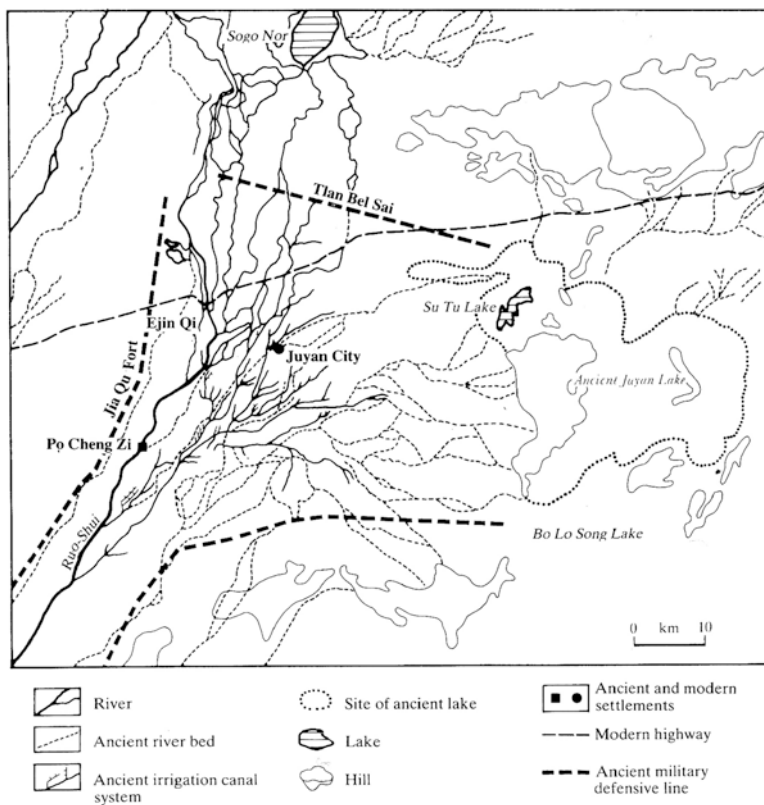 Sogo Nor
Tlan Bel Sai
Su Tu Lake
Ejin Qi
Juyan City
Ancient Juyan Lake
Jia Qu Fort
Po Cheng Zi
Ruo-Shui
Bo Lo Song Lake
0 km 10
River
Site of ancient lake
Ancient and modern
settlements
Ancient river bed
Lake
Modern highway
Ancient irrigation canal
system
Hill
Ancient military
defensive line